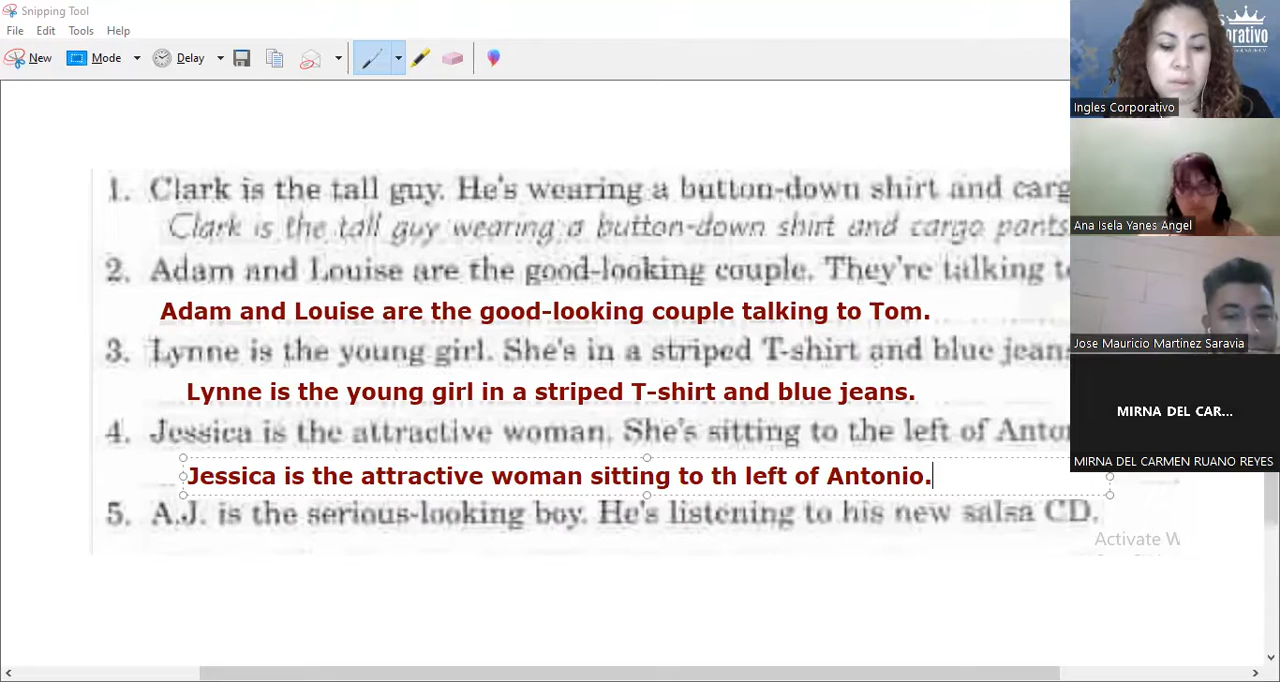 Snipping Tool
File Edit Tools Help
New Mode Delay
rativo
Ingles Corporativo
Ana Isela Yanes Angel
Jose Mauricio Martinez Saravia
MIRNA DEL CAR...
MIRNA DEL CARMEN RUANO REYES
1. Clark is the tall guy. He's wearing a button-down shirt and carg
Clark is the tall guy wearing a button-down shirt and cargo pants
2. Adam and Louise are the good-looking couple. They're talking t
Adam and Louise are the good-looking couple talking to Tom.
3. Lynne is the young girl. She's in a striped T-shirt and blue jean
Lynne is the young girl in a striped T-shirt and blue jeans.
4. Jessica is the attractive woman. She's sitting to the left of Anto
Jessica is the attractive woman sitting to th left of Antonio.
5. A.J. is the serious-looking boy. He's listening to his new salsa CD.
Activate W